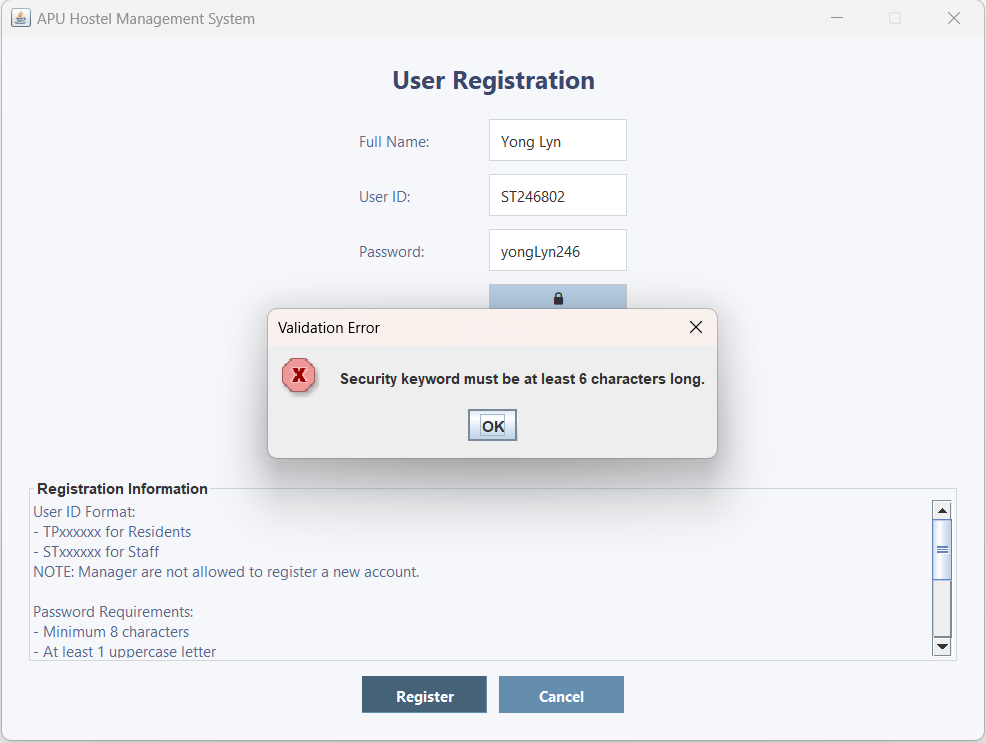 APU Hostel Management System
User Registration
Full Name: Yong Lyn
User ID: ST246802
Password: yongLyn246
Validation Error
X
Security keyword must be at least 6 characters long.
OK
Registration Information
User ID Format:
- TPxxxxxx for Residents
- STxxxxxx for Staff
NOTE: Manager are not allowed to register a new account.
Password Requirements:
- Minimum 8 characters
- At least 1 uppercase letter
Register Cancel